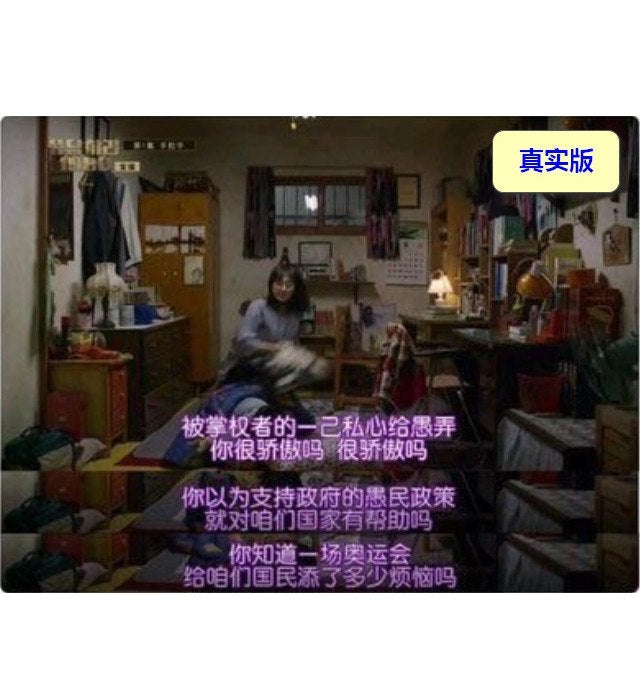 真实版
被掌权者的一己私心给愚弄
你很骄傲吗 很骄傲吗
你以为支持政府的愚民政策
就对咱们国家有帮助吗
你知道一场奥运会
给咱们国民添了多少烦恼吗